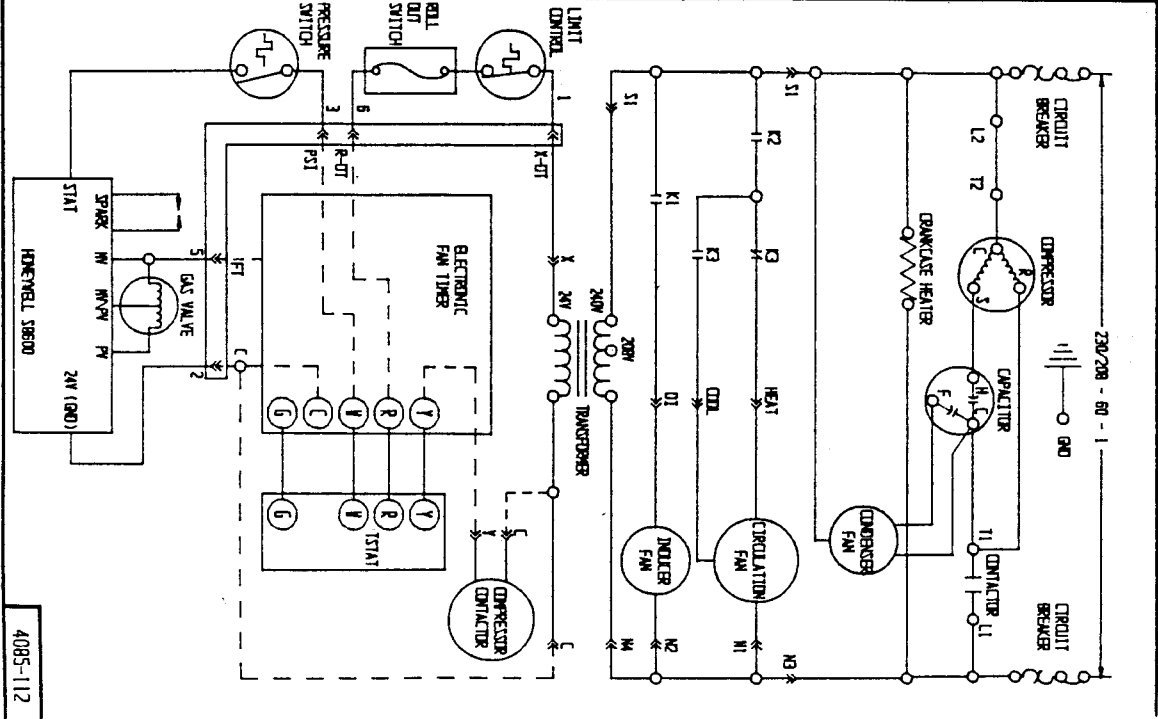 230/208 - 60 - 1
CIRCUIT
BREAKER
CIRCUIT
BREAKER
L2
T2
COMPRESSOR
C
R
S
GND
CAPACITOR
H
C
F
T1
CONTACTOR
L1
CRANKCASE HEATER
CONDENSER
FAN
S1
N3
K2
K3
HEAT
CIRCULATION
FAN
N1
K3
COOL
K1
D1
INDUCER
FAN
N2
S1
240V
208V
24V
TRANSFORMER
N4
LIMIT
CONTROL
1
X-OT
X
C
ROLL
OUT
SWITCH
6
R-OT
PRESSURE
SWITCH
3
PS1
ELECTRONIC
FAN TIMER
Y
R
W
C
G
Y
R
W
G
TSTAT
Y
C
COMPRESSOR
CONTACTOR
5
IFT
2
C
GAS VALVE
STAT
SPARK
MV
MV/PV
PV
24V (GND)
HONEYWELL S8600
4085-112